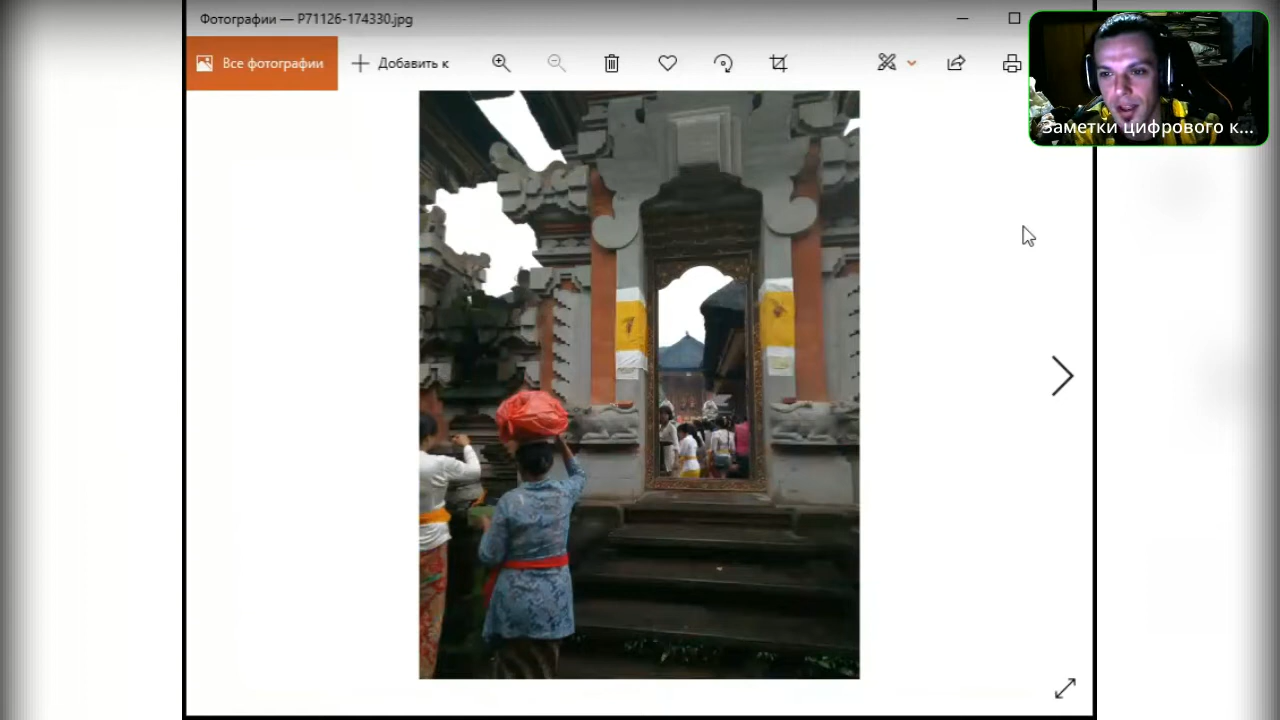 Фотографии — P71126-174330.jpg
Все фотографии
Добавить к
Заметки цифрового к...